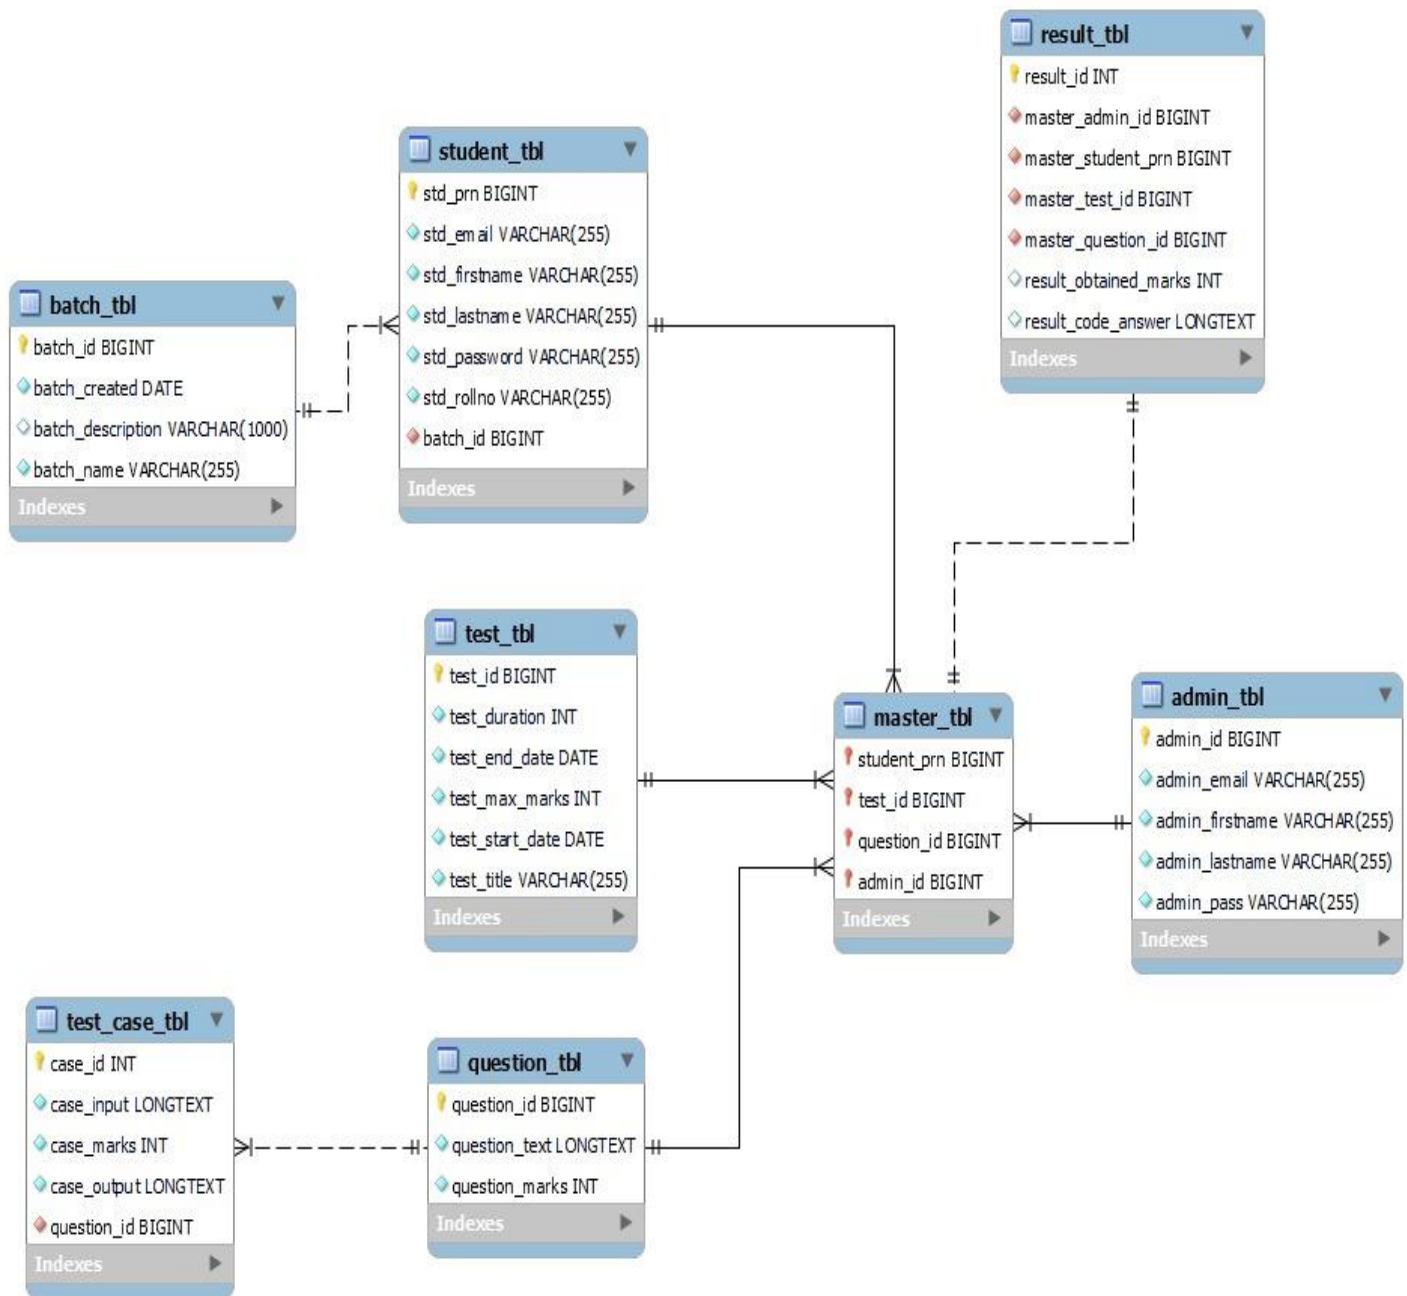 result_tbl
result_id INT
master_admin_id BIGINT
master_student_prn BIGINT
master_test_id BIGINT
master_question_id BIGINT
result_obtained_marks INT
result_code_answer LONGTEXT
Indexes
student_tbl
std_prn BIGINT
std_email VARCHAR(255)
std_firstname VARCHAR(255)
std_lastname VARCHAR(255)
std_password VARCHAR(255)
std_rollno VARCHAR(255)
batch_id BIGINT
Indexes
batch_tbl
batch_id BIGINT
batch_created DATE
batch_description VARCHAR(1000)
batch_name VARCHAR(255)
Indexes
test_tbl
test_id BIGINT
test_duration INT
test_end_date DATE
test_max_marks INT
test_start_date DATE
test_title VARCHAR(255)
Indexes
master_tbl
student_prn BIGINT
test_id BIGINT
question_id BIGINT
admin_id BIGINT
Indexes
admin_tbl
admin_id BIGINT
admin_email VARCHAR(255)
admin_firstname VARCHAR(255)
admin_lastname VARCHAR(255)
admin_pass VARCHAR(255)
Indexes
test_case_tbl
case_id INT
case_input LONGTEXT
case_marks INT
case_output LONGTEXT
question_id BIGINT
Indexes
question_tbl
question_id BIGINT
question_text LONGTEXT
question_marks INT
Indexes